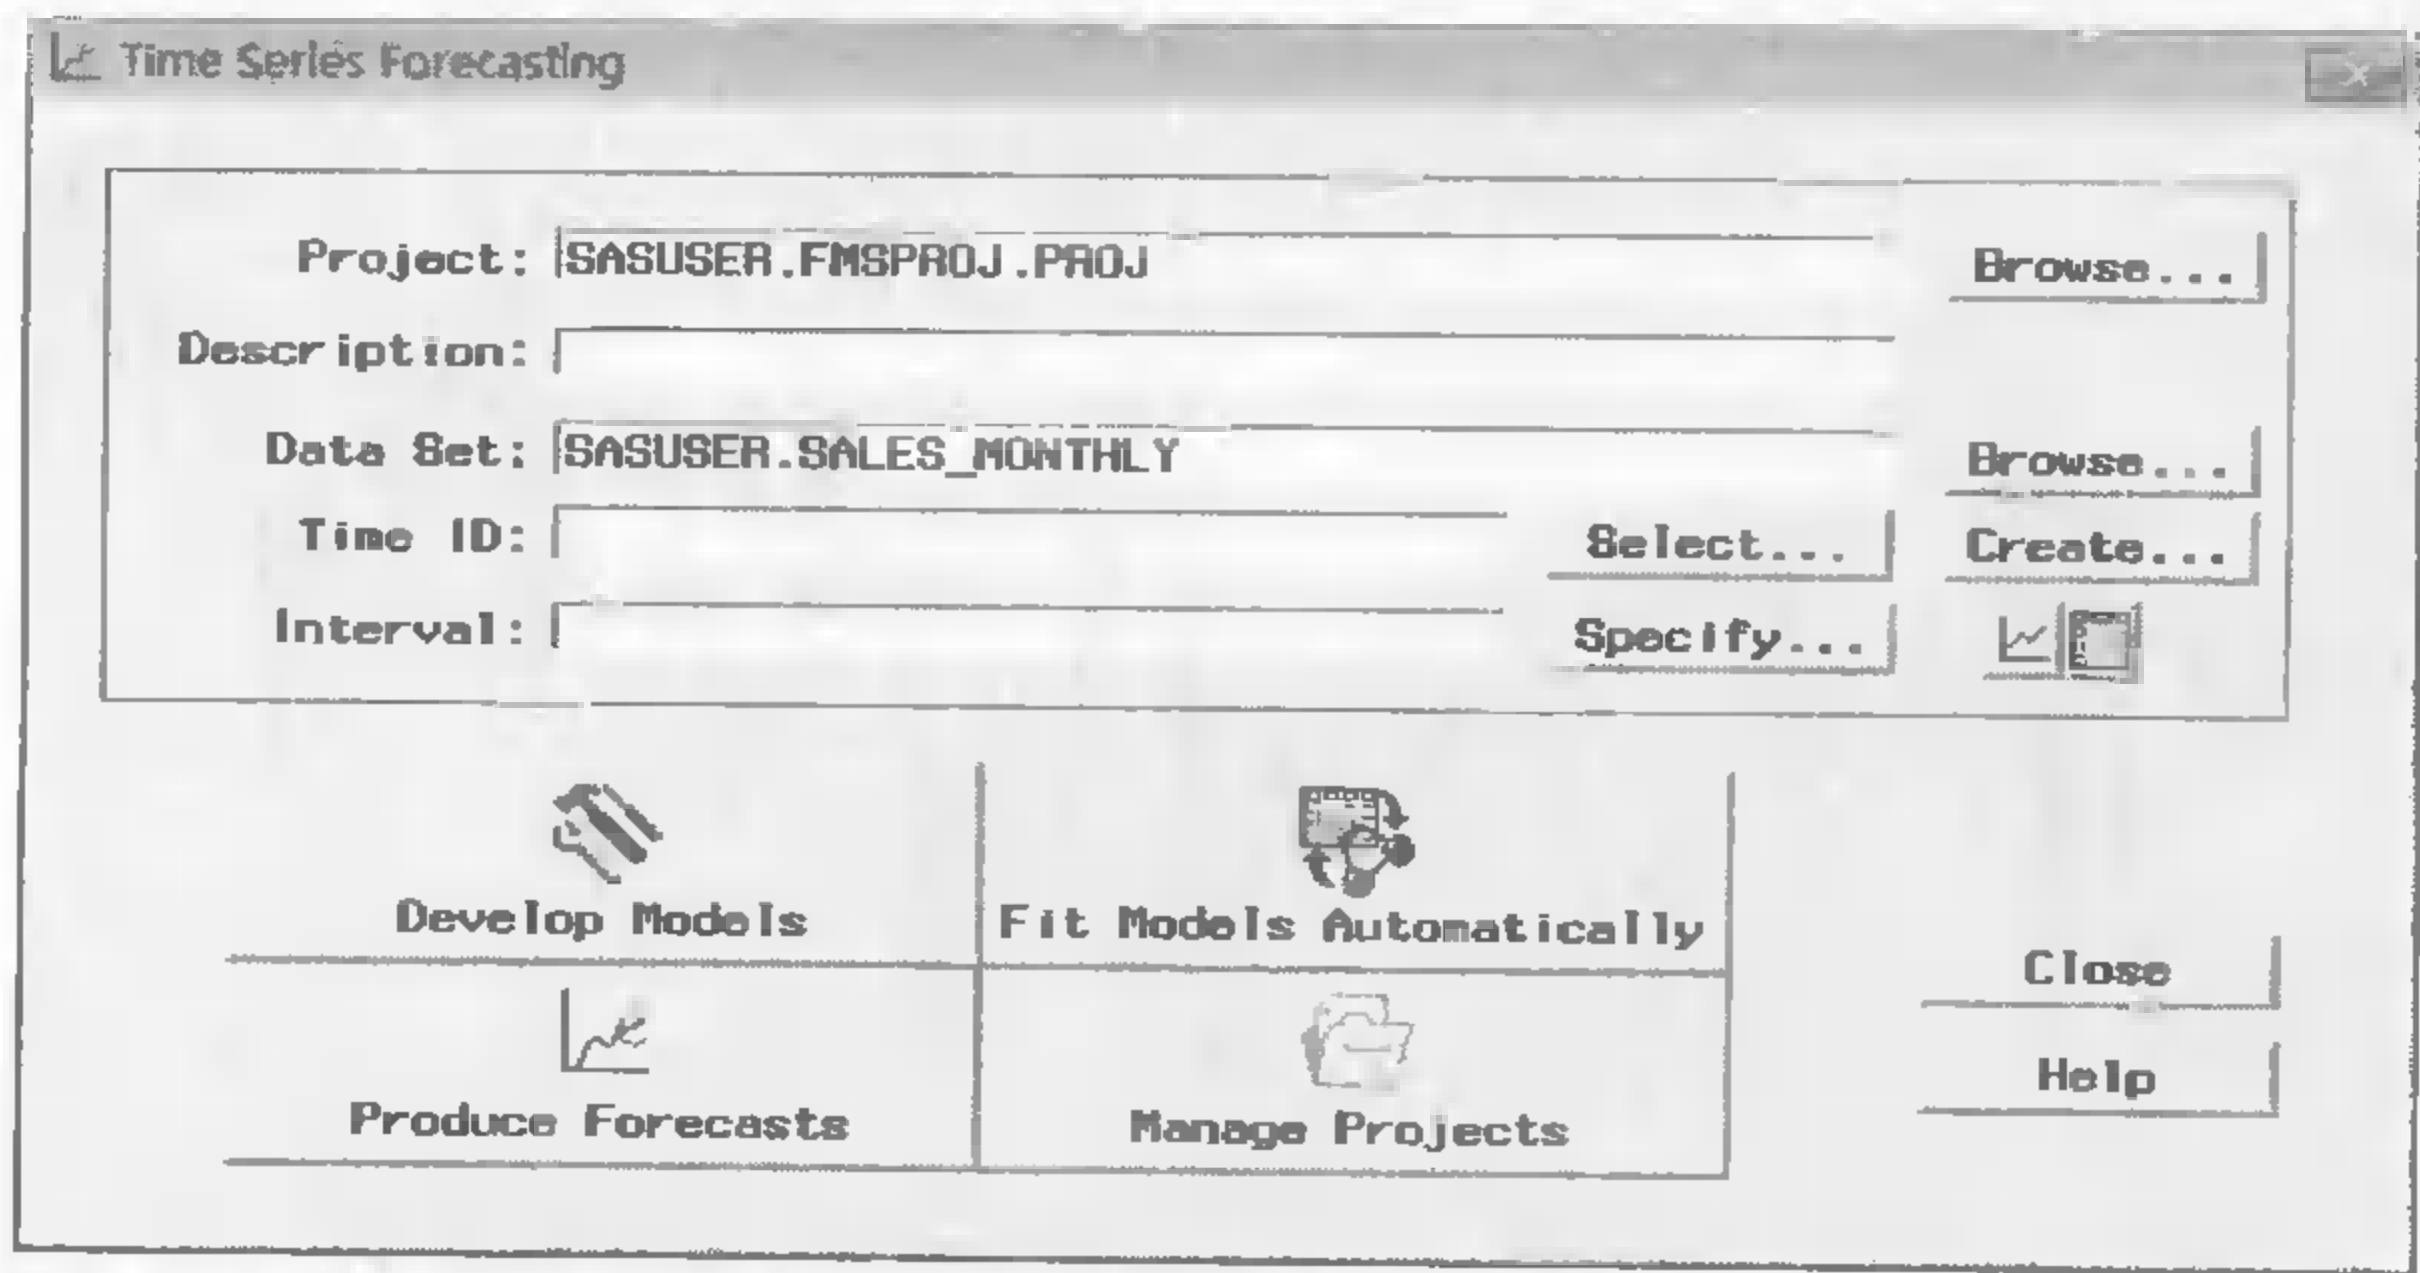 Time Series Forecasting
Project: SASUSER.FMSPROJ.PROJ Browse...
Description:
Data Set: SASUSER.SALES_MONTHLY Browse...
Time ID: Select... Create...
Interval: Specify...
Develop Models Fit Models Automatically
Close
Produce Forecasts Manage Projects
Help